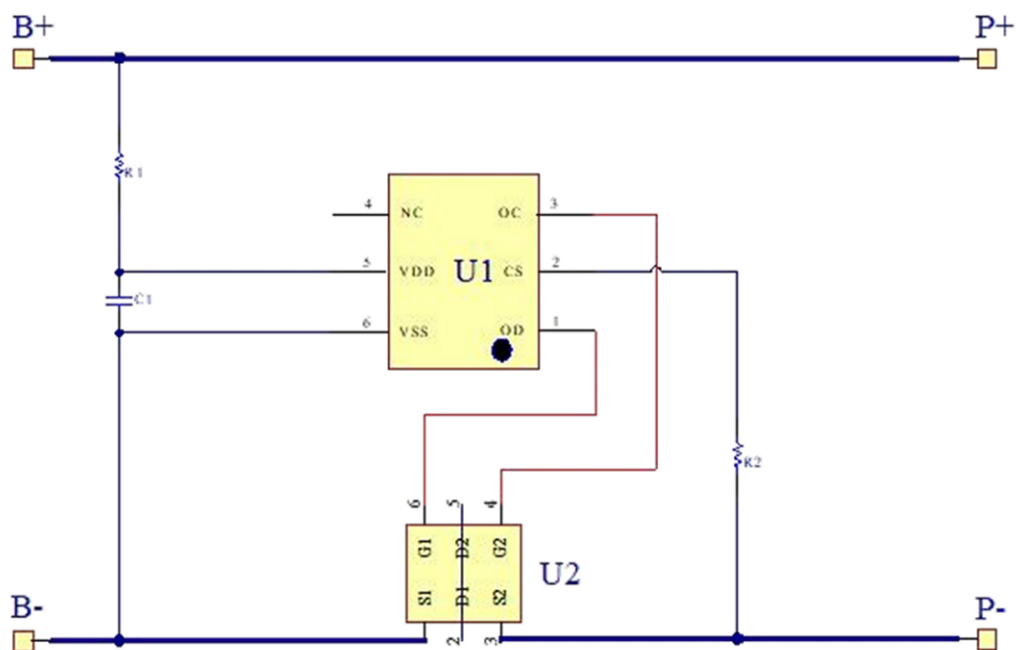 B+
P+
R1
4
NC
OC
3
5
VDD
U1
CS
2
C1
6
VSS
OD
1
R2
6
5
4
G1
D2
G2
U2
S1
D1
S2
B-
P-
2
3